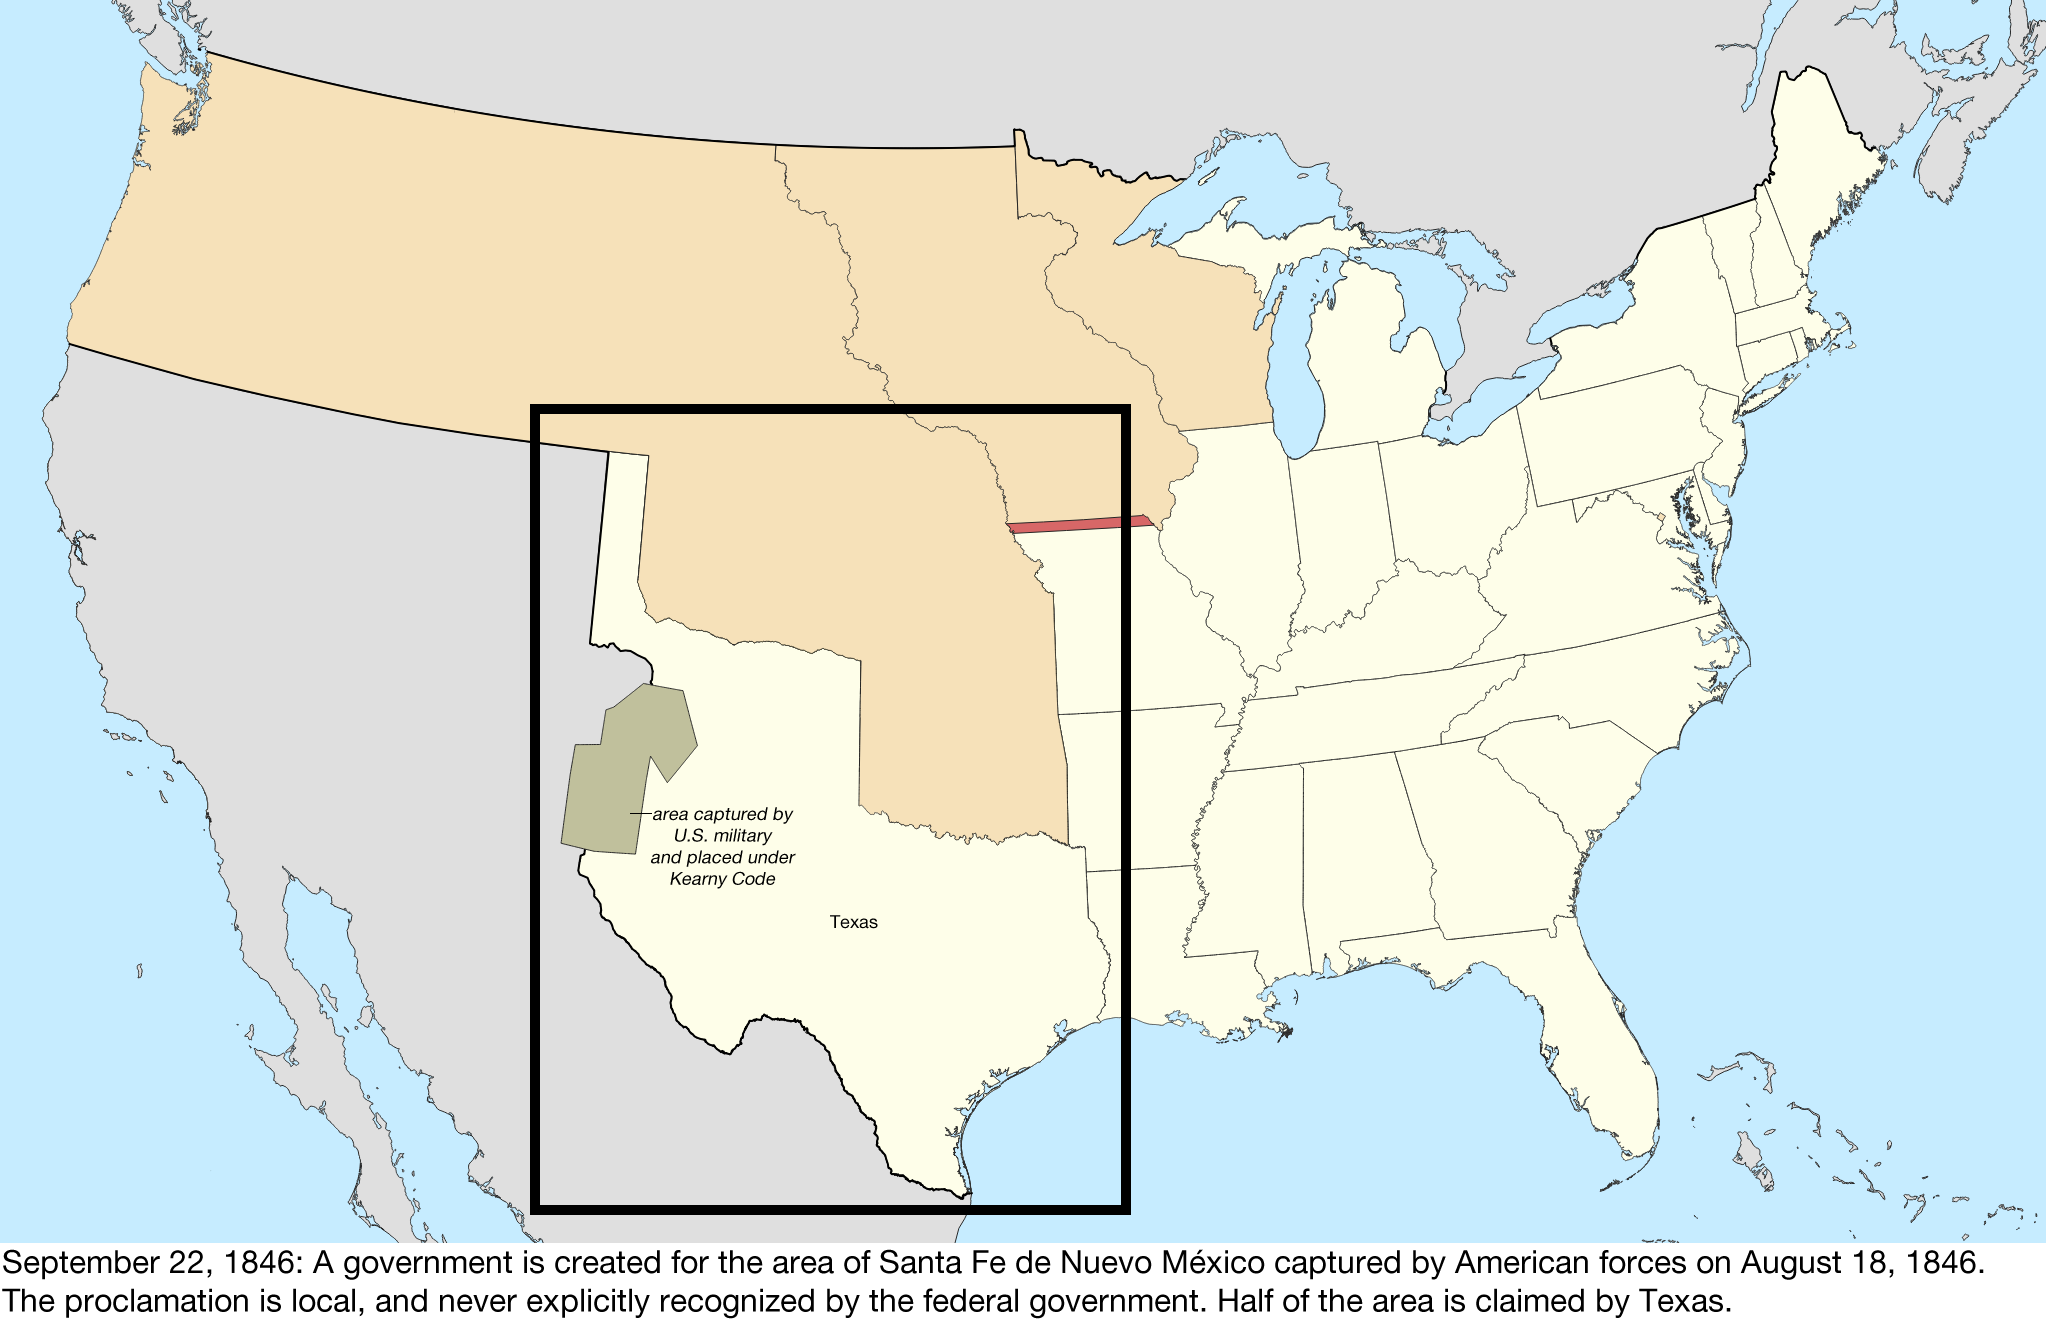 area captured by
U.S. military
and placed under
Kearny Code
Texas
September 22, 1846: A government is created for the area of Santa Fe de Nuevo México captured by American forces on August 18, 1846.
The proclamation is local, and never explicitly recognized by the federal government. Half of the area is claimed by Texas.